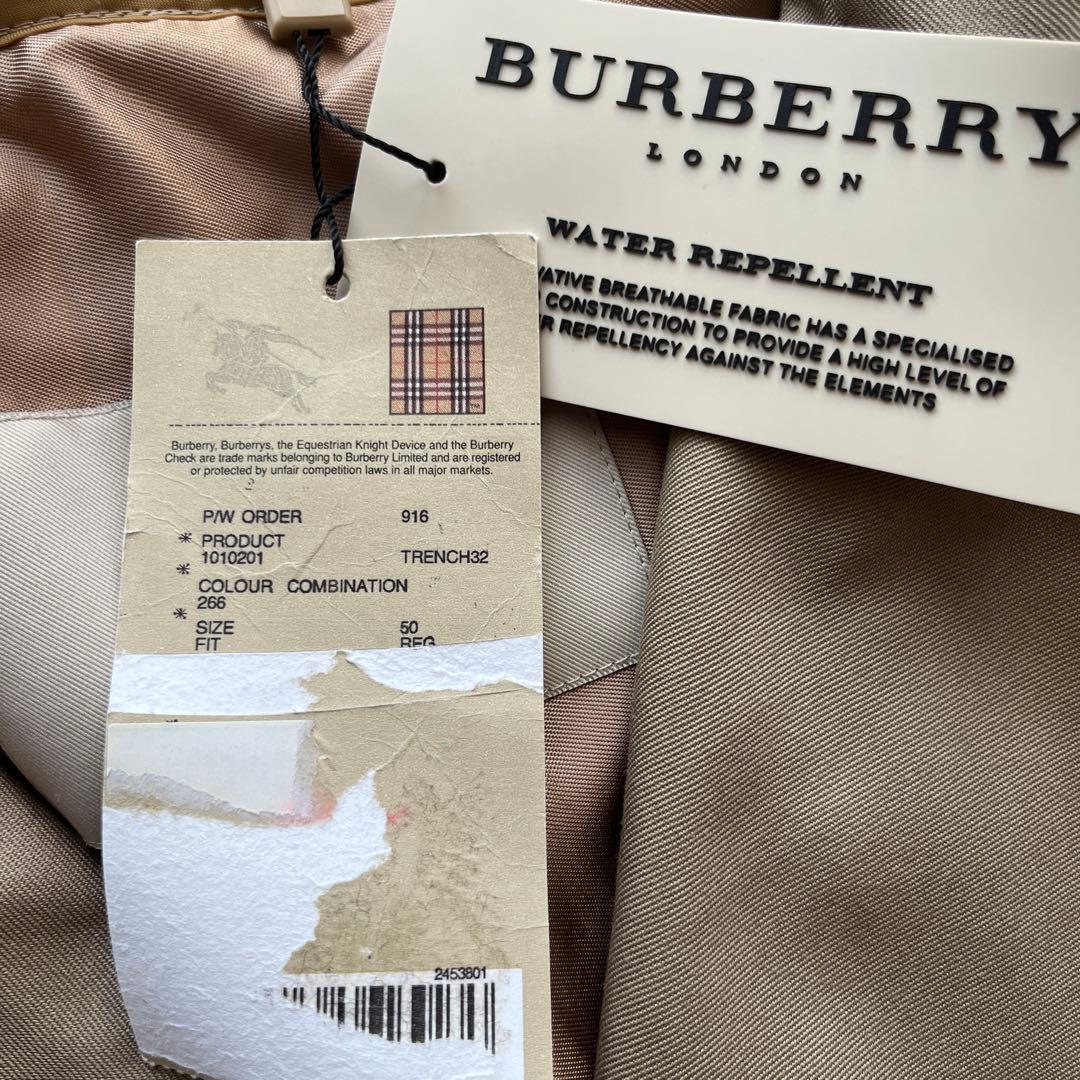 BURBERRY
LONDON
WATER REPELLENT
BREATHABLE FABRIC HAS A SPECIALISED
CONSTRUCTION TO PROVIDE A HIGH LEVEL OF
REPELLENCY AGAINST THE ELEMENTS
TM
Burberry, Burberrys, the Equestrian Knight Device and the Burberry
Check are trade marks belonging to Burberry Limited and are registered
or protected by unfair competition laws in all major markets.
P/W ORDER 916
* PRODUCT
* 1010201 TRENCH32
COLOUR COMBINATION
* 266
SIZE 50
FIT REG
2453801